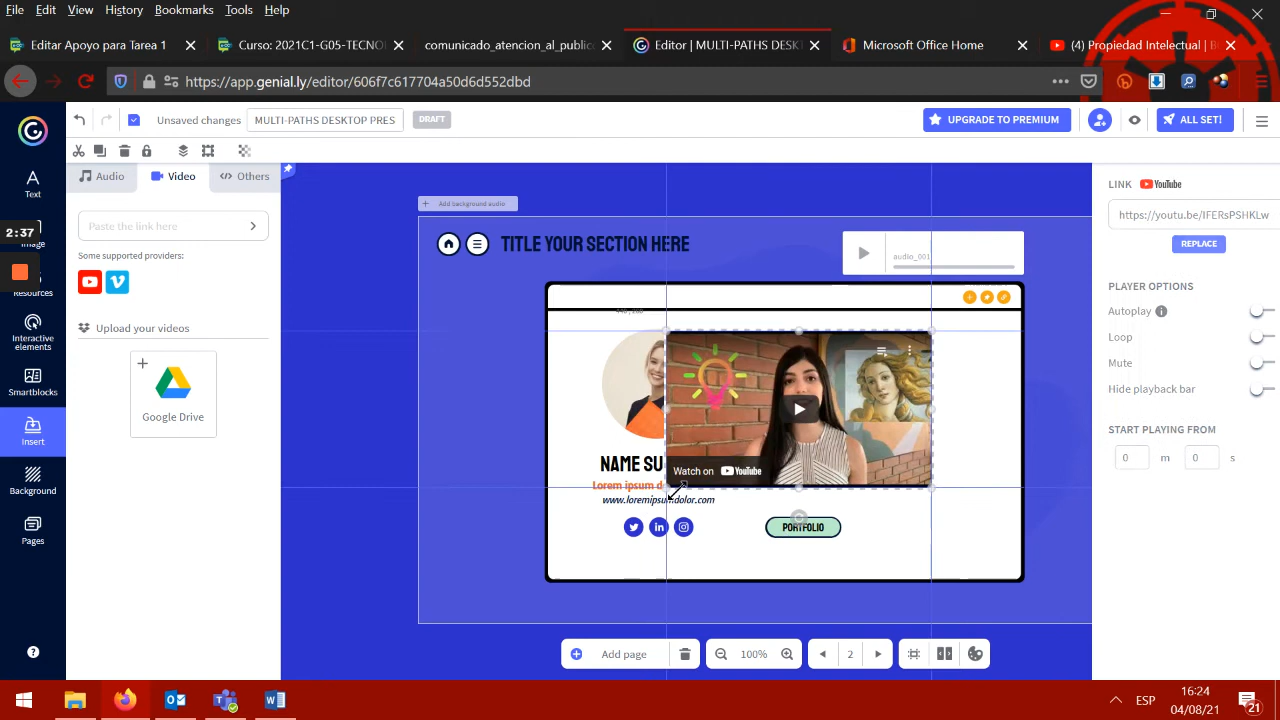 File Edit View History Bookmarks Tools Help
Editar Apoyo para Tarea 1
Curso: 2021C1-G05-TECNOL
comunicado_atencion_al_publico
Editor | MULTI-PATHS DESKT
Microsoft Office Home
(4) Propiedad Intelectual | B
https://app.genial.ly/editor/606f7c617704a50d6d552dbd
Unsaved changes
MULTI-PATHS DESKTOP PRES
DRAFT
UPGRADE TO PREMIUM
ALL SET!
Text
2:37
Image
Resources
Interactive
elements
Smartblocks
Insert
Background
Pages
Audio
Video
Others
Paste the link here
Some supported providers:
Upload your videos
Google Drive
Add background audio
TITLE YOUR SECTION HERE
audio_001
NAME SU
Lorem ipsum d
www.loremipsumdolor.com
Watch on YouTube
PORTFOLIO
Add page
100%
2
LINK YouTube
https://youtu.be/IFERsPSHKLw
REPLACE
PLAYER OPTIONS
Autoplay
Loop
Mute
Hide playback bar
START PLAYING FROM
0 m 0 s
ESP
16:24
04/08/21
21